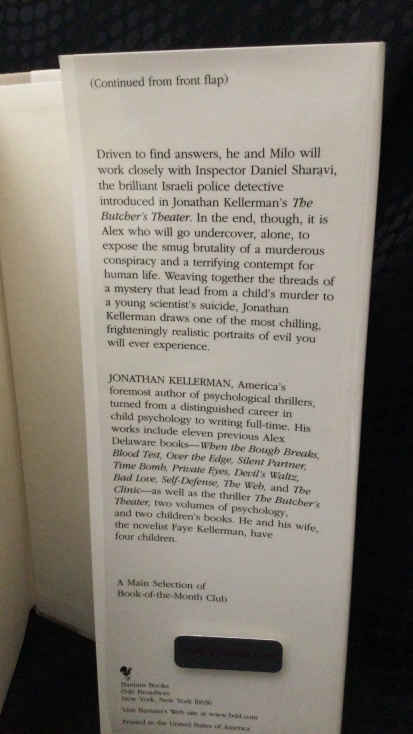 (Continued from front flap)
Driven to find answers, he and Milo will
work closely with Inspector Daniel Sharavi,
the brilliant Israeli police detective
introduced in Jonathan Kellerman's The
Butcher's Theater. In the end, though, it is
Alex who will go undercover, alone, to
expose the smug brutality of a murderous
conspiracy and a terrifying contempt for
human life. Weaving together the threads of
a mystery that lead from a child's murder to
a young scientist's suicide, Jonathan
Kellerman draws one of the most chilling,
frighteningly realistic portraits of evil you
will ever experience.
JONATHAN KELLERMAN, America's
foremost author of psychological thrillers,
turned from a distinguished career in
child psychology to writing full-time. His
works include eleven previous Alex
Delaware books—When the Bough Breaks,
Blood Test, Over the Edge, Silent Partner,
Time Bomb, Private Eyes, Devil's Waltz,
Bad Love, Self-Defense, The Web, and The
Clinic—as well as the thriller The Butcher's
Theater, two volumes of psychology,
and two children's books. He and his wife,
the novelist Faye Kellerman, have
four children.
A Main Selection of
Book-of-the-Month Club
Bantam Books
1540 Broadway
New York, New York 10036
Visit Bantam's Web site at www.bdd.com
Printed in the United States of America